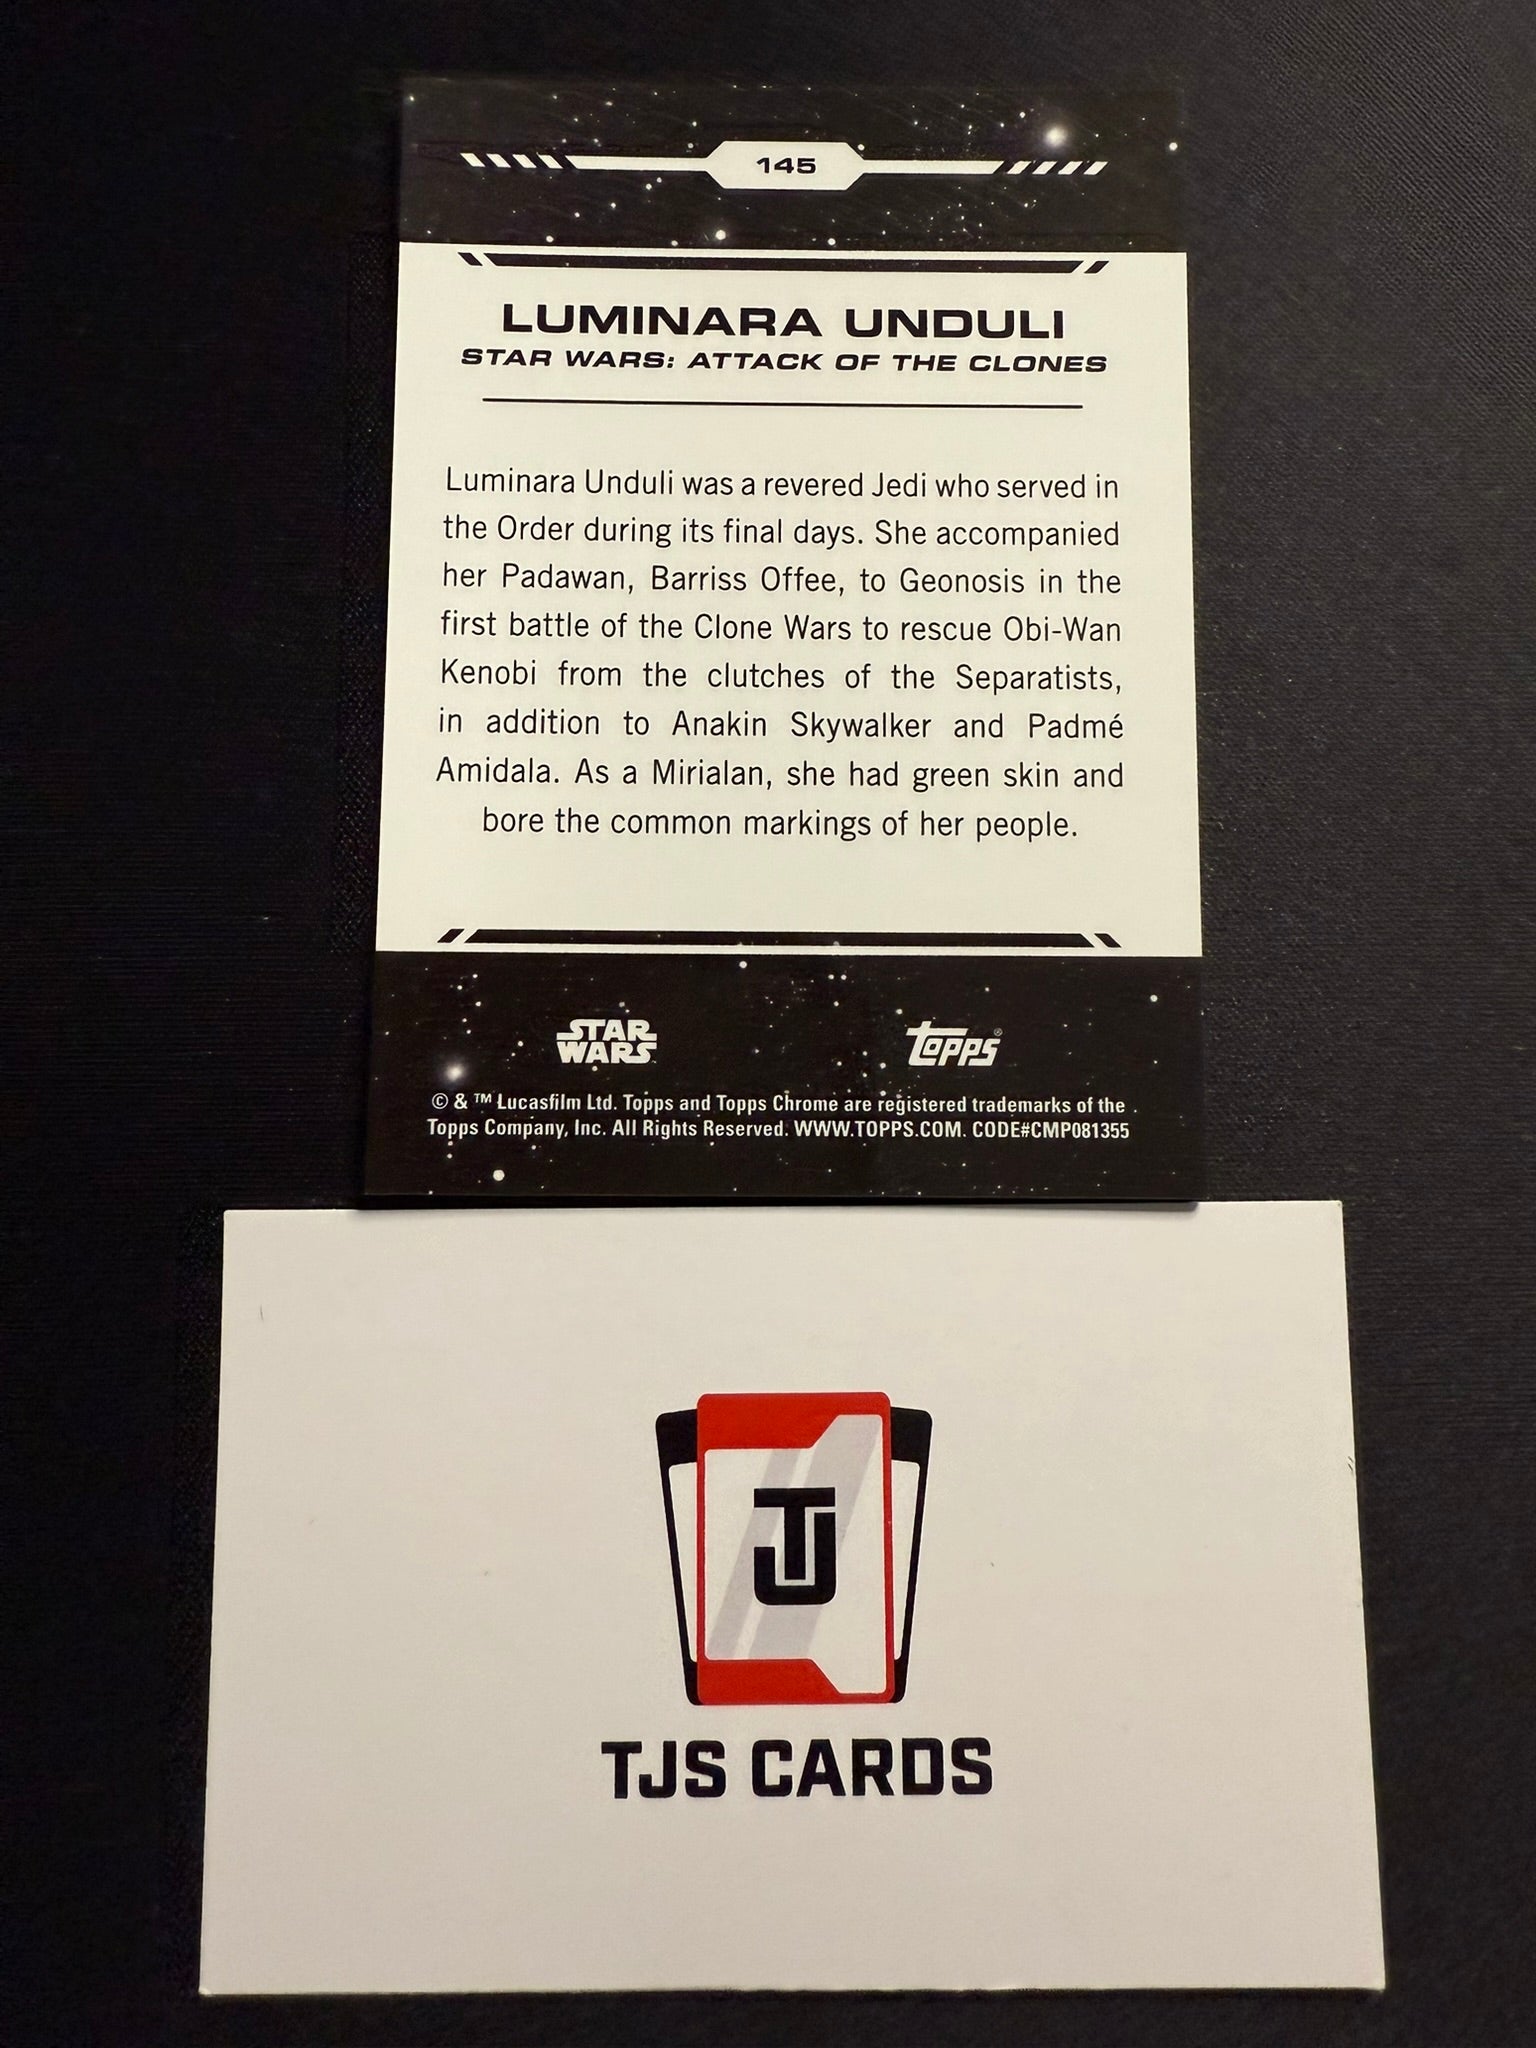 145
LUMINARA UNDULI
STAR WARS: ATTACK OF THE CLONES
Luminara Unduli was a revered Jedi who served in
the Order during its final days. She accompanied
her Padawan, Barriss Offee, to Geonosis in the
first battle of the Clone Wars to rescue Obi-Wan
Kenobi from the clutches of the Separatists,
in addition to Anakin Skywalker and Padmé
Amidala. As a Mirialan, she had green skin and
bore the common markings of her people.
STAR
WARS
topps®
© & ™ Lucasfilm Ltd. Topps and Topps Chrome are registered trademarks of the
Topps Company, Inc. All Rights Reserved. WWW.TOPPS.COM. CODE#CMP081355
TJ
TJS CARDS